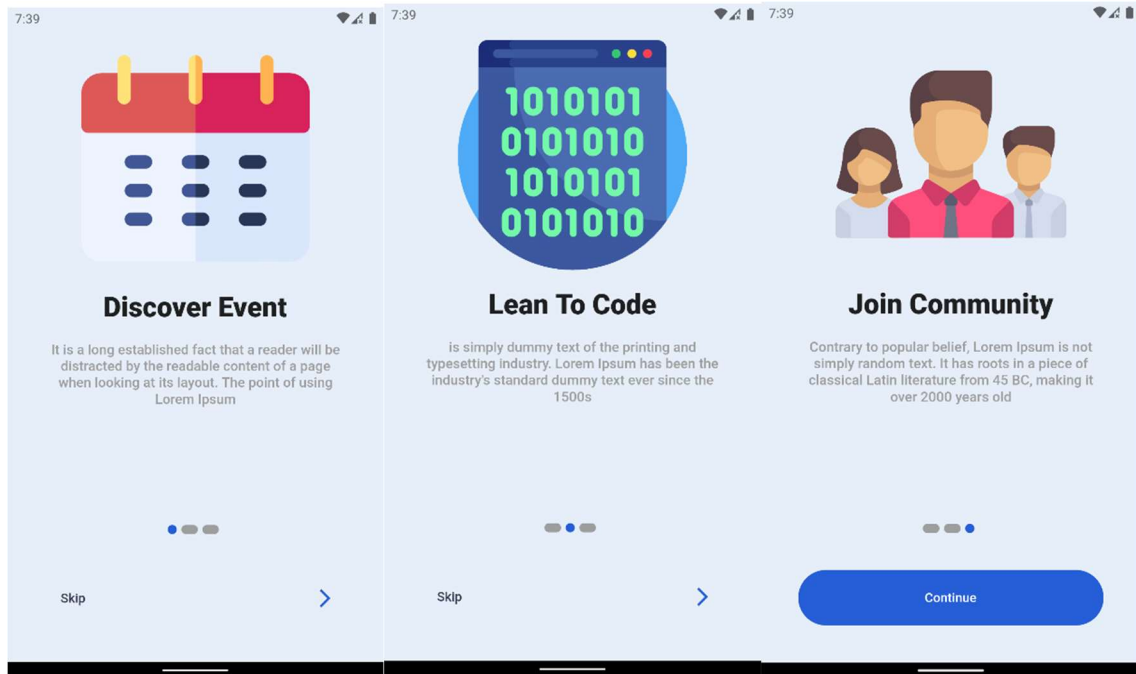 7:39
1010101
0101010
1010101
0101010
Discover Event
It is a long established fact that a reader will be
distracted by the readable content of a page
when looking at its layout. The point of using
Lorem Ipsum
Skip
7:39
Lean To Code
is simply dummy text of the printing and
typesetting industry. Lorem Ipsum has been the
industry's standard dummy text ever since the
1500s
Skip
7:39
Join Community
Contrary to popular belief, Lorem Ipsum is not
simply random text. It has roots in a piece of
classical Latin literature from 45 BC, making it
over 2000 years old
Continue